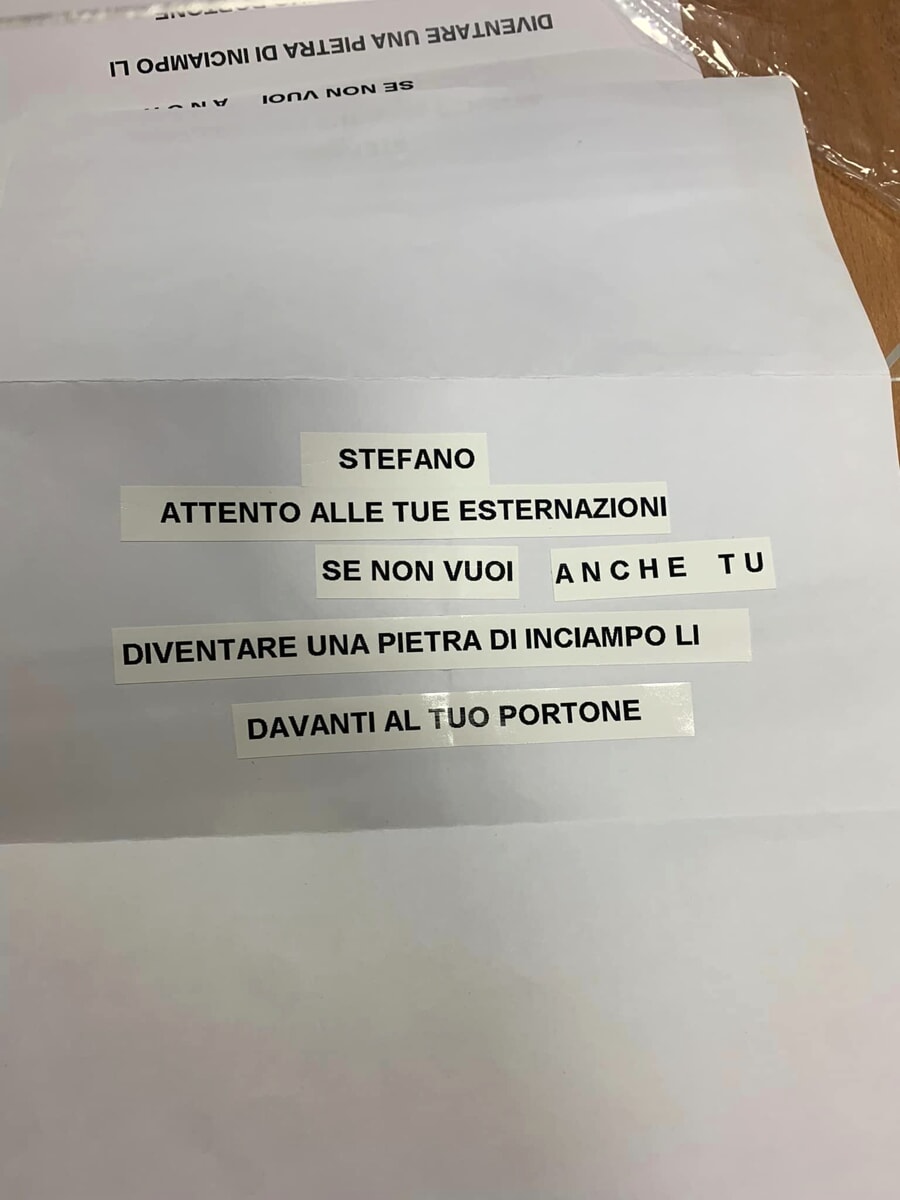 DIVENTARE UNA PIETRA DI INCIAMPO LI
SE NON VUOI
STEFANO
ATTENTO ALLE TUE ESTERNAZIONI
SE NON VUOI ANCHE TU
DIVENTARE UNA PIETRA DI INCIAMPO LI
DAVANTI AL TUO PORTONE